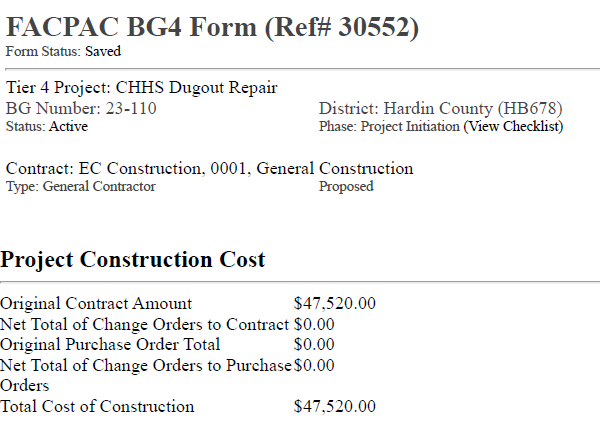 FACPAC BG4 Form (Ref# 30552)
Form Status: Saved
Tier 4 Project: CHHS Dugout Repair
BG Number: 23-110 District: Hardin County (HB678)
Status: Active Phase: Project Initiation (View Checklist)
Contract: EC Construction, 0001, General Construction
Type: General Contractor Proposed
Project Construction Cost
Original Contract Amount $47,520.00
Net Total of Change Orders to Contract $0.00
Original Purchase Order Total $0.00
Net Total of Change Orders to Purchase $0.00
Orders
Total Cost of Construction $47,520.00